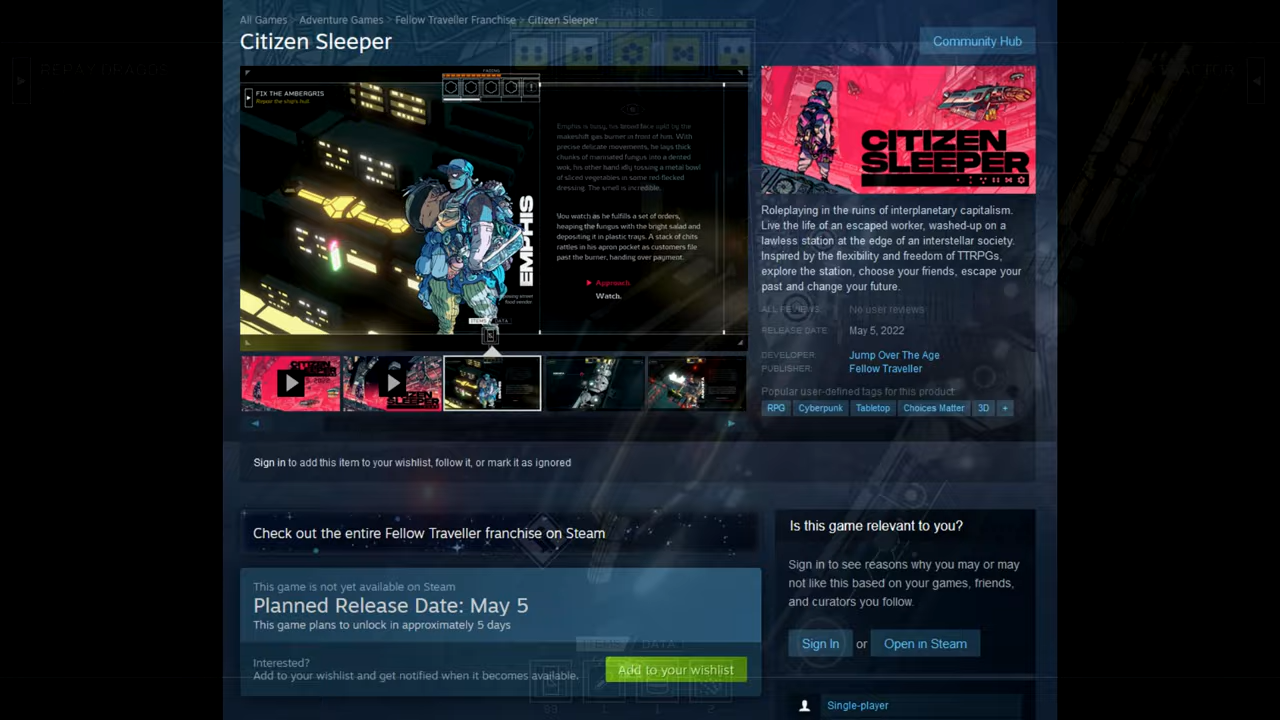 STABLE
All Games > Adventure Games > Fellow Traveller Franchise > Citizen Sleeper
Citizen Sleeper
Community Hub
REPAY DRAGOS
FIX THE AMBERGRIS
Repair the ship's hull
Emphis is busy, his tanned face split by the
makeshift gas burner in front of him. With
precise delicate movements, he lays thick
chunks of marinated fungus into a dented
wok, his other hand idly tossing a metal bowl
of sliced vegetables in some red-flecked
dressing. The smell is incredible.
You watch as he fulfills a set of orders,
heaping the fungus with the bright salad and
depositing it in plastic trays. A stack of chits
rattles in his apron pocket as customers file
past the burner, handing over payment.
Approach.
Watch.
EMPHIS
street
food vendor
ITEMS / DATA
CITIZEN
SLEEPER
Roleplaying in the ruins of interplanetary capitalism.
Live the life of an escaped worker, washed-up on a
lawless station at the edge of an interstellar society.
Inspired by the flexibility and freedom of TTRPGs,
explore the station, choose your friends, escape your
past and change your future.
ALL REVIEWS: No user reviews
RELEASE DATE: May 5, 2022
DEVELOPER: Jump Over The Age
PUBLISHER: Fellow Traveller
Popular user-defined tags for this product:
RPG Cyberpunk Tabletop Choices Matter 3D +
Sign in to add this item to your wishlist, follow it, or mark it as ignored
Check out the entire Fellow Traveller franchise on Steam
This game is not yet available on Steam
Planned Release Date: May 5
This game plans to unlock in approximately 5 days
Interested?
Add to your wishlist and get notified when it becomes available.
Add to your wishlist
ITEMS / DATA
Is this game relevant to you?
Sign in to see reasons why you may or may
not like this based on your games, friends,
and curators you follow.
Sign In or Open in Steam
Single-player